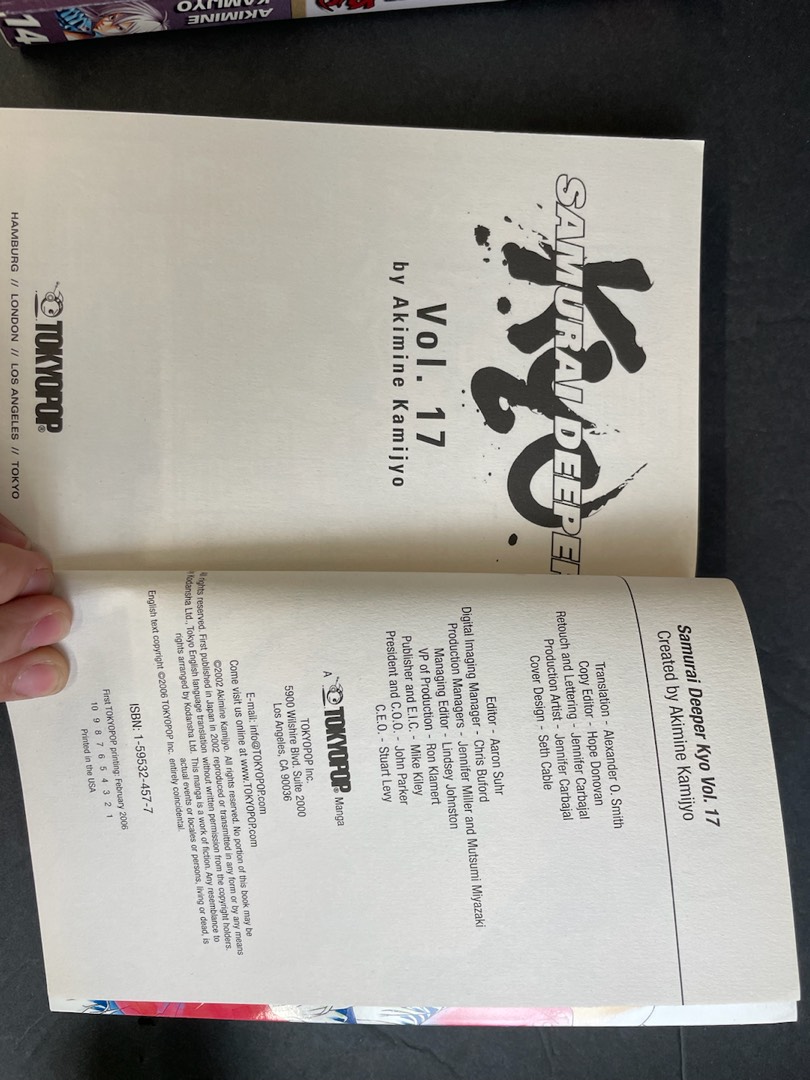 14
AKIMINE
KAMIJYO
SAMURAI DEEPER
Kyo
Vol. 17
by Akimine Kamijyo
TOKYOPOP®
HAMBURG // LONDON // LOS ANGELES // TOKYO
Samurai Deeper Kyo Vol. 17
Created by Akimine Kamijyo
Translation - Alexander O. Smith
Copy Editor - Hope Donovan
Retouch and Lettering - Jennifer Carbajal
Production Artist - Jennifer Carbajal
Cover Design - Seth Cable
Editor - Aaron Suhr
Digital Imaging Manager - Chris Buford
Production Managers - Jennifer Miller and Mutsumi Miyazaki
Managing Editor - Lindsey Johnston
VP of Production - Ron Klamert
Publisher and E.I.C. - Mike Kiley
President and C.O.O. - John Parker
C.E.O. - Stuart Levy
A TOKYOPOP® Manga
TOKYOPOP Inc.
5900 Wilshire Blvd. Suite 2000
Los Angeles, CA 90036
E-mail: info@TOKYOPOP.com
Come visit us online at www.TOKYOPOP.com
©2002 Akimine Kamijyo. All rights reserved. No portion of this book may be
rights reserved. First published in Japan in 2002 reproduced or transmitted in any form or by any means
Kodansha Ltd., Tokyo English language translation without written permission from the copyright holders.
rights arranged by Kodansha Ltd. This manga is a work of fiction. Any resemblance to
actual events or locales or persons, living or dead, is
English text copyright ©2006 TOKYOPOP Inc. entirely coincidental.
ISBN: 1-59532-457-7
First TOKYOPOP printing: February 2006
10 9 8 7 6 5 4 3 2 1
Printed in the USA